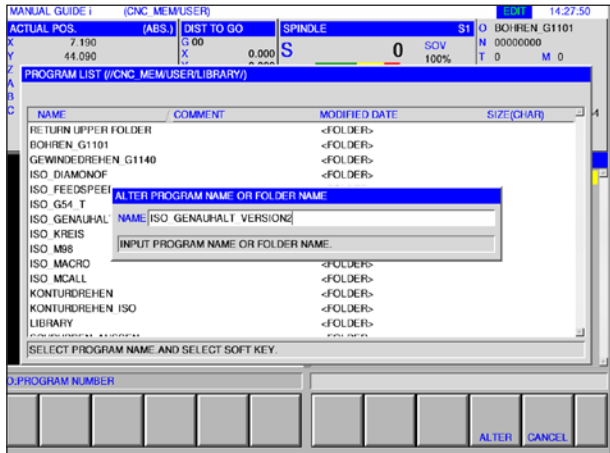 MANUAL GUIDE i (CNC_MEM/USER) EDIT 14:27:50
ACTUAL POS. (ABS.) DIST TO GO SPINDLE S1 O BOHREN_G1101
X 7.190 G 00 S 0 SOV N 00000000
Y 44.090 X 0.000 100% T 0 M 0
Z
A PROGRAM LIST (//CNC_MEM/USER/LIBRARY/)
B
C NAME / COMMENT MODIFIED DATE SIZE(CHAR)
RETURN UPPER FOLDER <FOLDER>
BOHREN_G1101 <FOLDER>
GEWINDEDREHEN_G1140 <FOLDER>
ISO_DIAMONOF <FOLDER>
ISO_FEEDSPEE
ALTER PROGRAM NAME OR FOLDER NAME
ISO_G54_T
ISO_GENAUHAL
NAME ISO_GENAUHALT_VERSION2
ISO_KREIS
INPUT PROGRAM NAME OR FOLDER NAME.
ISO_M98
ISO_MACRO <FOLDER>
ISO_MCALL <FOLDER>
KONTURDREHEN <FOLDER>
KONTURDREHEN_ISO <FOLDER>
LIBRARY <FOLDER>
SELECT PROGRAM NAME.AND SELECT SOFT KEY.
O:PROGRAM NUMBER
ALTER CANCEL